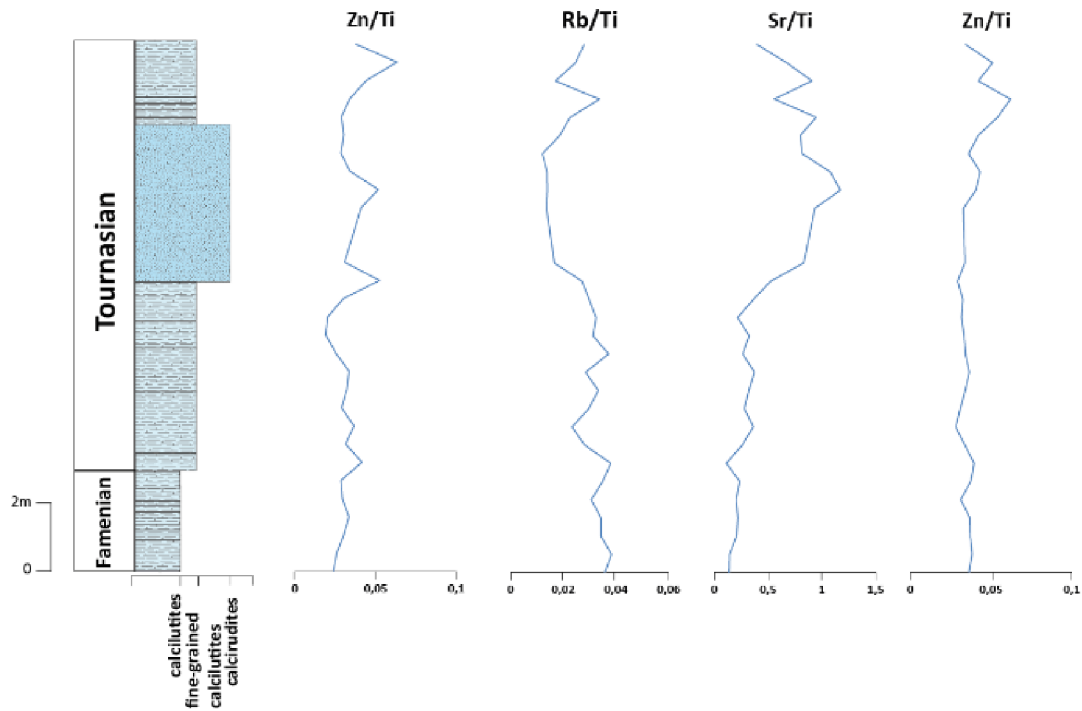 Zn/Ti
Rb/Ti
Sr/Ti
Zn/Ti
Tournasian
Famenian
2m
0
0
0,05
0,1
0
0,02
0,04
0,06
0
0,5
1
1,5
0
0,05
0,1
calcilutites
fine-grained
calcilutites
calcirudites